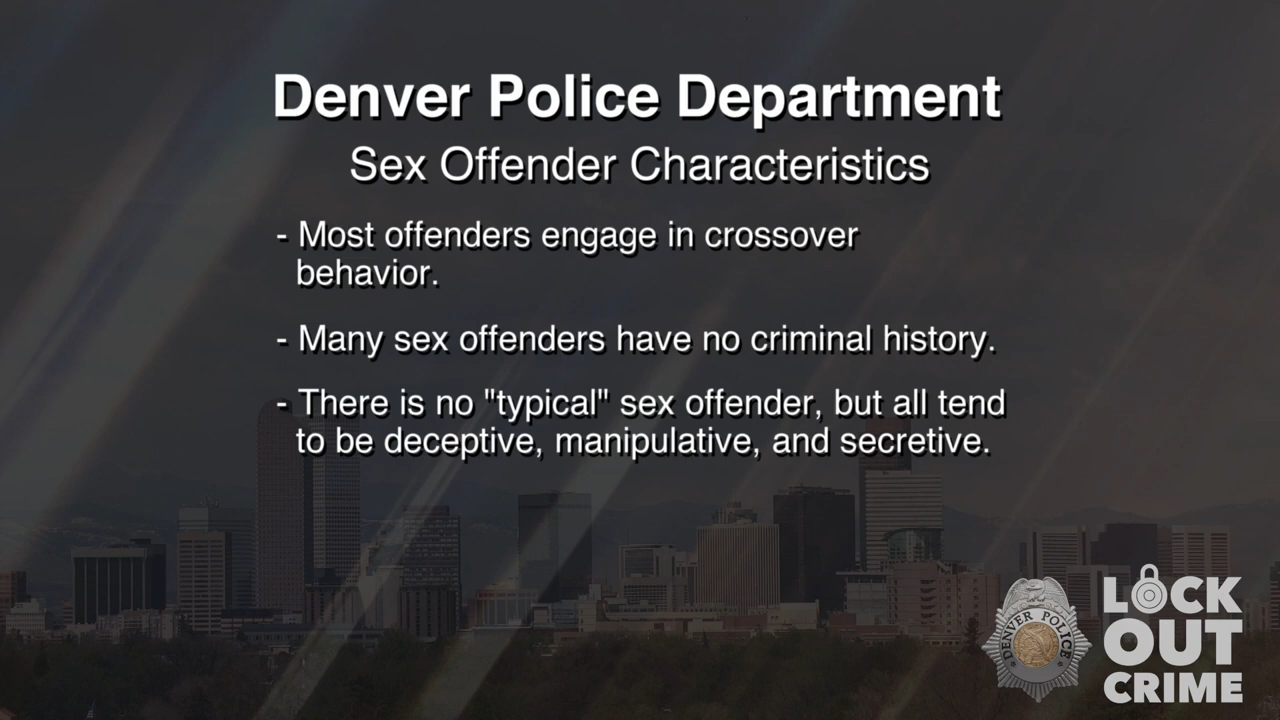 Denver Police Department
Sex Offender Characteristics
- Most offenders engage in crossover
behavior.
- Many sex offenders have no criminal history.
- There is no "typical" sex offender, but all tend
to be deceptive, manipulative, and secretive.
DENVER POLICE
LOCK
OUT
CRIME